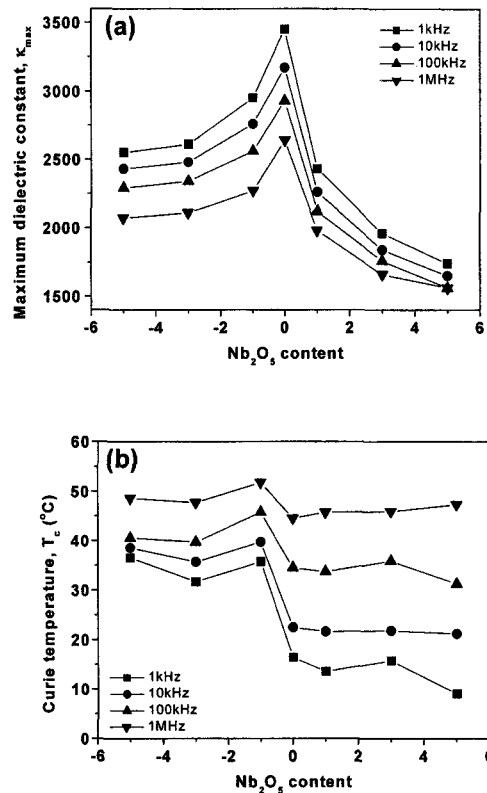 (a)
1kHz
10kHz
100kHz
1MHz
Maximum dielectric constant, κmax
3500
3000
2500
2000
1500
-6 -4 -2 0 2 4 6
Nb₂O₅ content
(b)
Curie temperature, Tc (°C)
60
50
40
30
20
10
0
1kHz
10kHz
100kHz
1MHz
-6 -4 -2 0 2 4 6
Nb₂O₅ content